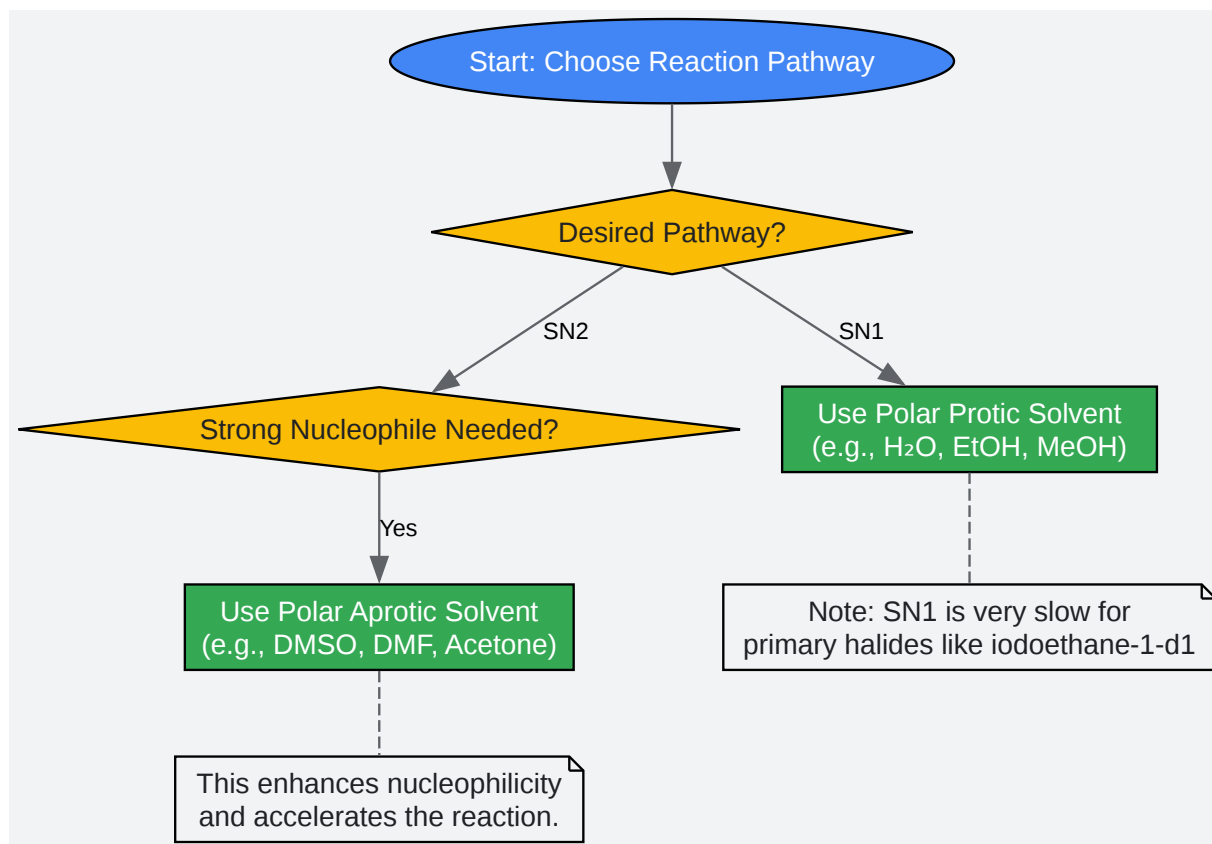 Start: Choose Reaction Pathway
Desired Pathway?
SN2
SN1
Strong Nucleophile Needed?
Use Polar Protic Solvent
(e.g., H₂O, EtOH, MeOH)
Yes
Use Polar Aprotic Solvent
(e.g., DMSO, DMF, Acetone)
Note: SN1 is very slow for
primary halides like iodoethane-1-d1
This enhances nucleophilicity
and accelerates the reaction.